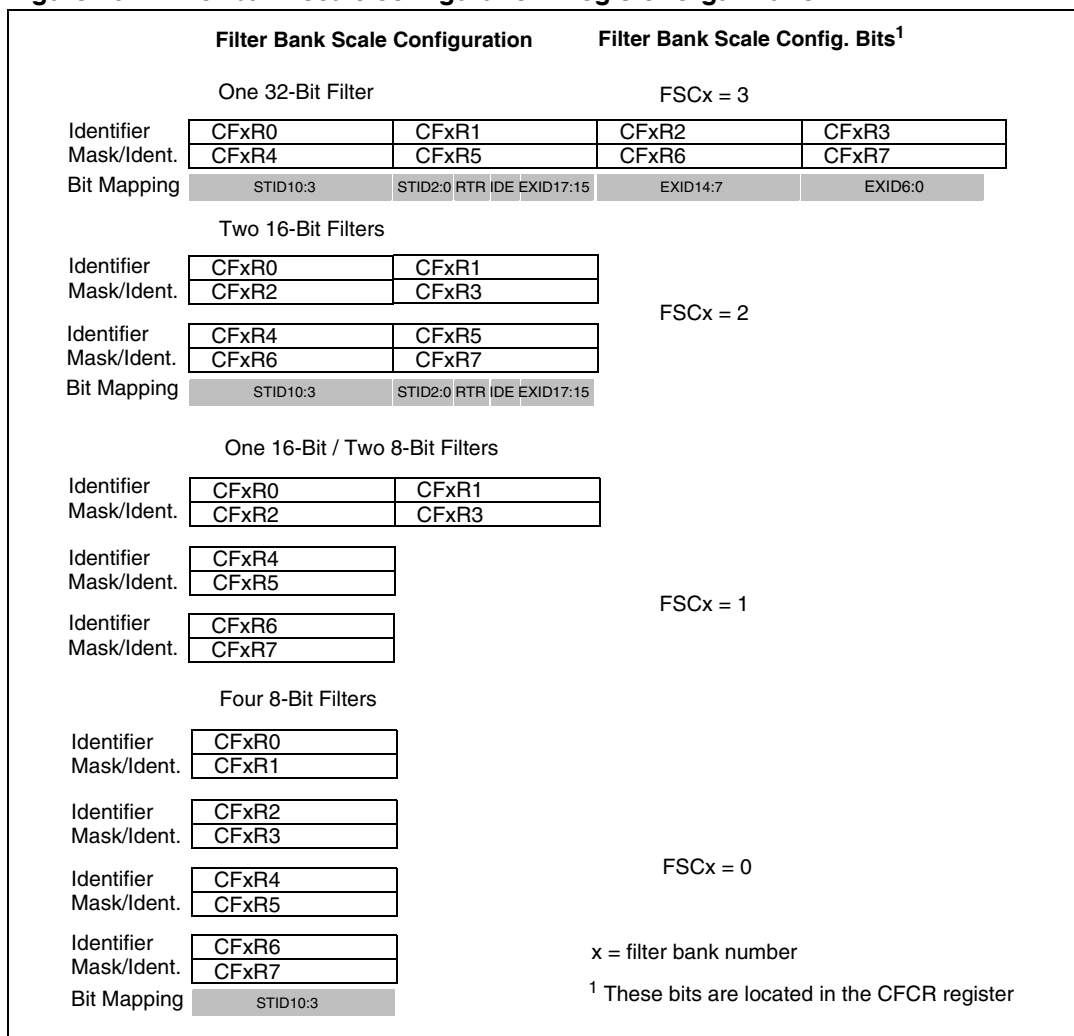 Filter Bank Scale Configuration Filter Bank Scale Config. Bits1
One 32-Bit Filter FSCx = 3
Identifier CFxR0 CFxR1 CFxR2 CFxR3
Mask/Ident. CFxR4 CFxR5 CFxR6 CFxR7
Bit Mapping STID10:3 STID2:0 RTR IDE EXID17:15 EXID14:7 EXID6:0
Two 16-Bit Filters
Identifier CFxR0 CFxR1
Mask/Ident. CFxR2 CFxR3
FSCx = 2
Identifier CFxR4 CFxR5
Mask/Ident. CFxR6 CFxR7
Bit Mapping STID10:3 STID2:0 RTR IDE EXID17:15
One 16-Bit / Two 8-Bit Filters
Identifier CFxR0 CFxR1
Mask/Ident. CFxR2 CFxR3
Identifier CFxR4
Mask/Ident. CFxR5
FSCx = 1
Identifier CFxR6
Mask/Ident. CFxR7
Four 8-Bit Filters
Identifier CFxR0
Mask/Ident. CFxR1
Identifier CFxR2
Mask/Ident. CFxR3
FSCx = 0
Identifier CFxR4
Mask/Ident. CFxR5
Identifier CFxR6
Mask/Ident. CFxR7
x = filter bank number
Bit Mapping STID10:3
1 These bits are located in the CFCR register